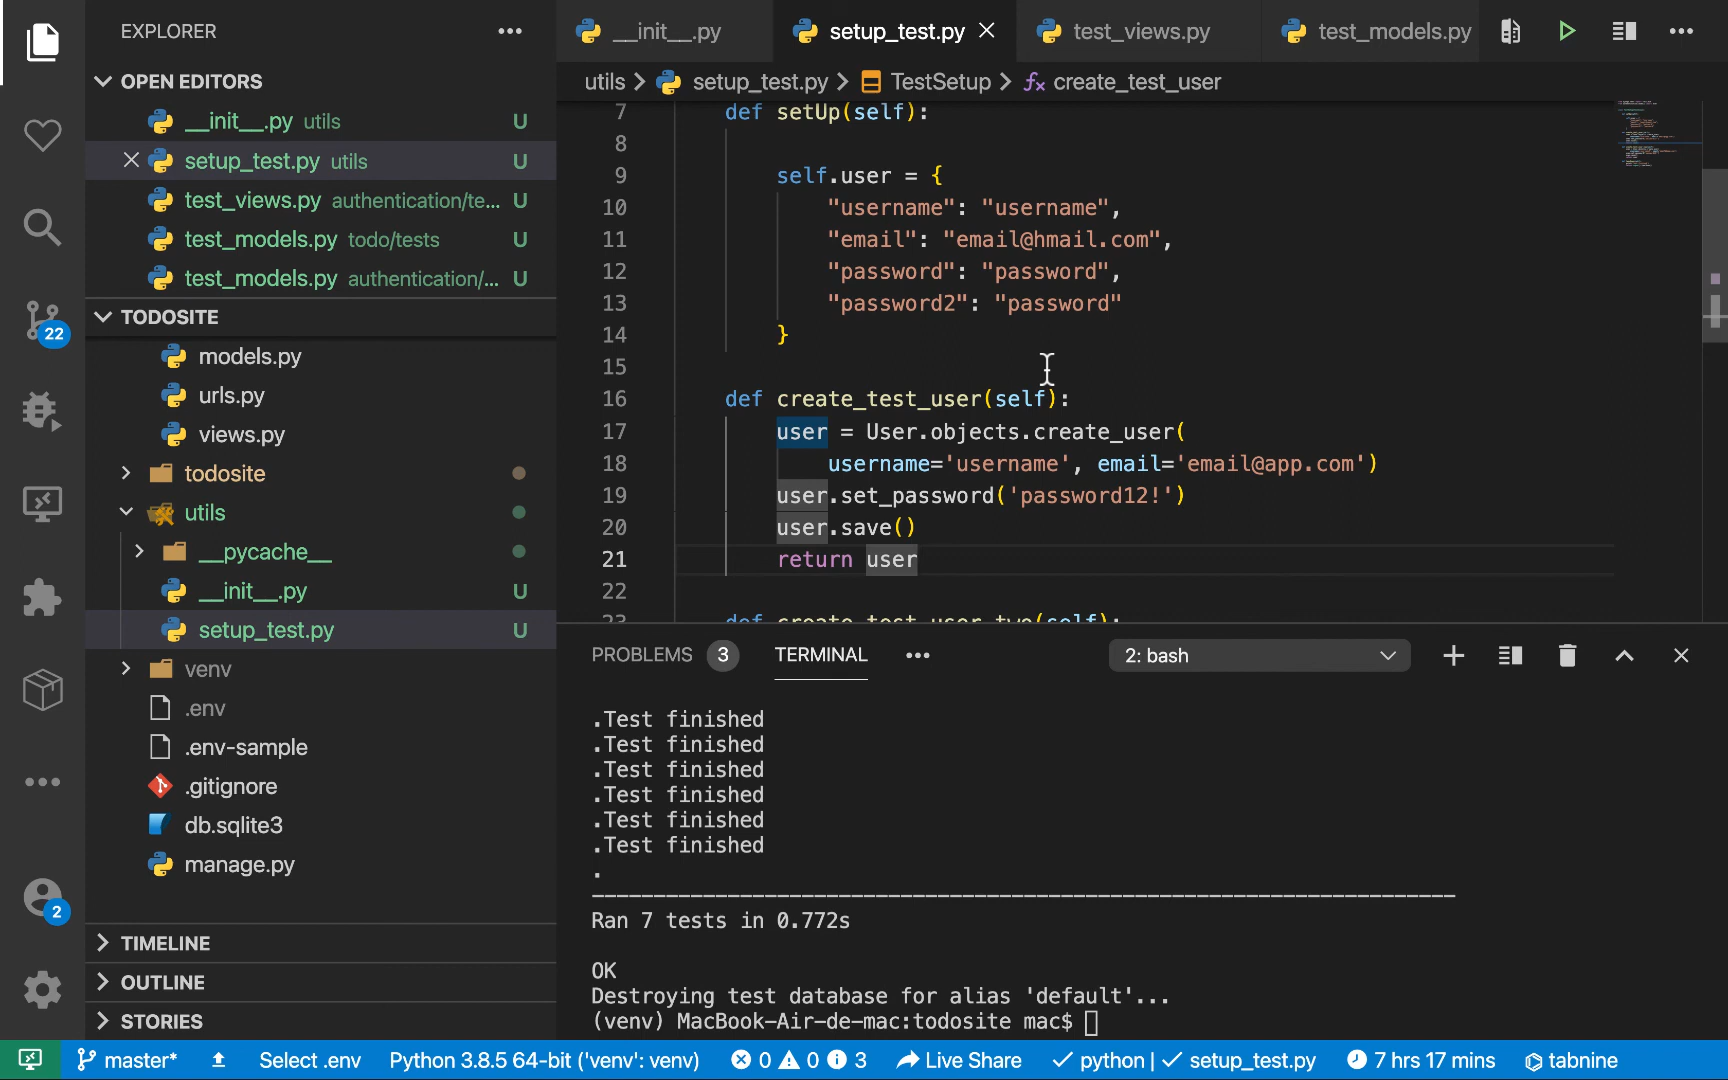 EXPLORER
OPEN EDITORS
__init__.py utils U
setup_test.py utils U
test_views.py authentication/te... U
test_models.py todo/tests U
test_models.py authentication/... U
TODOSITE
models.py
urls.py
views.py
todosite
utils
__pycache__
__init__.py U
setup_test.py U
venv
.env
.env-sample
.gitignore
db.sqlite3
manage.py
TIMELINE
OUTLINE
STORIES
22
2
__init__.py setup_test.py test_views.py test_models.py
utils > setup_test.py > TestSetup > create_test_user
7 def setUp(self):
8
9 self.user = {
10 "username": "username",
11 "email": "email@hmail.com",
12 "password": "password",
13 "password2": "password"
14 }
15
16 def create_test_user(self):
17 user = User.objects.create_user(
18 username='username', email='email@app.com')
19 user.set_password('password12!')
20 user.save()
21 return user
22
23 def create_test_user_two(self):
PROBLEMS 3 TERMINAL 2: bash
.Test finished
.Test finished
.Test finished
.Test finished
.Test finished
.Test finished
.
----------------------------------------------------------------------
Ran 7 tests in 0.772s
OK
Destroying test database for alias 'default'...
(venv) MacBook-Air-de-mac:todosite mac$
master* Select .env Python 3.8.5 64-bit ('venv': venv) 0 0 3 Live Share python | setup_test.py 7 hrs 17 mins tabnine